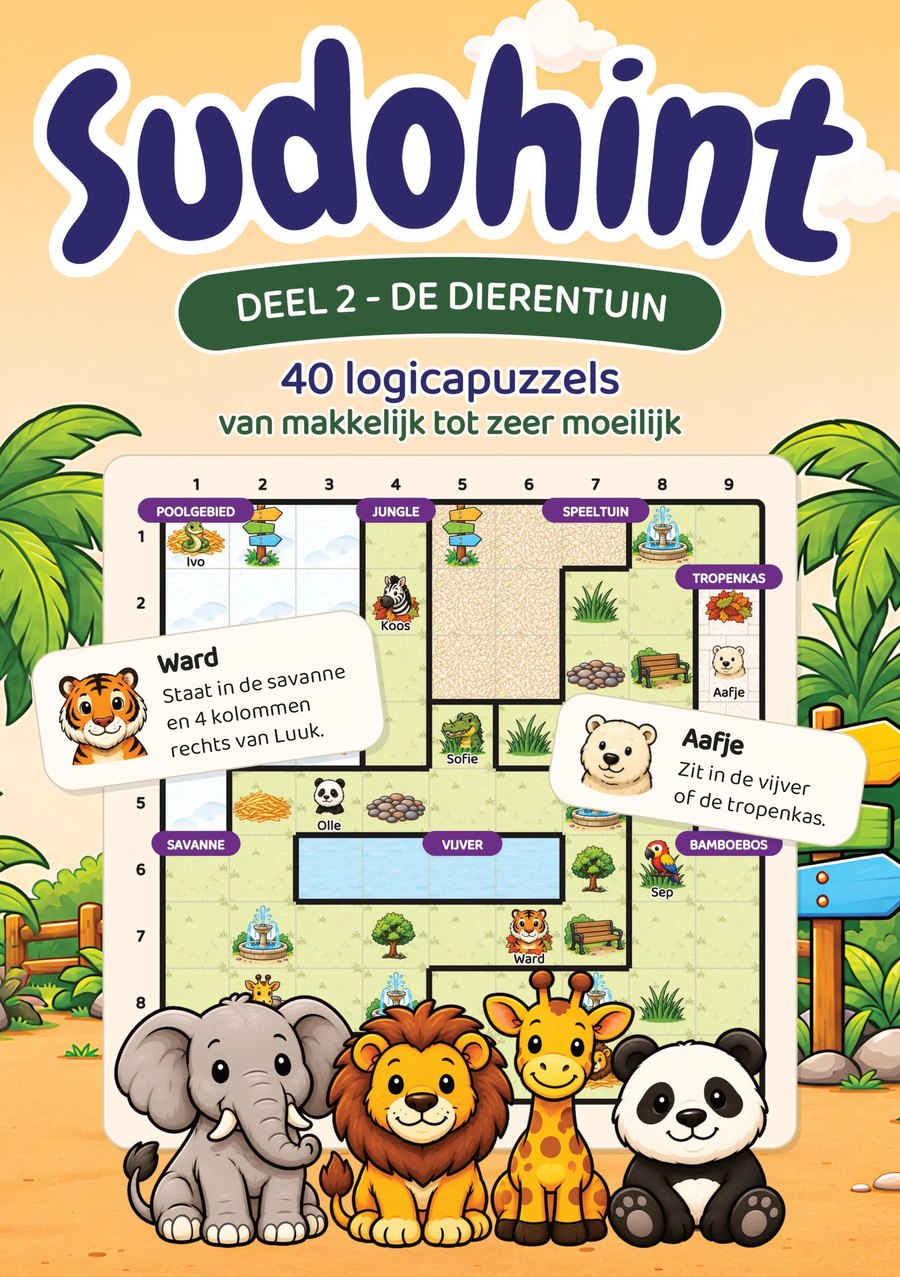 Sudohint
DEEL 2 - DE DIERENTUIN
40 logicapuzzels
van makkelijk tot zeer moeilijk
1 2 3 4 5 6 7 8 9
POOLGEBIED JUNGLE SPEELTUIN
1
Ivo
TROPENKAS
2
Koos
Aafje
Ward
Staat in de savanne
en 4 kolommen
rechts van Luuk.
Sofie
Aafje
Zit in de vijver
of de tropenkas.
5
Olle
SAVANNE VIJVER BAMBOEBOS
6
Sep
7
Ward
8